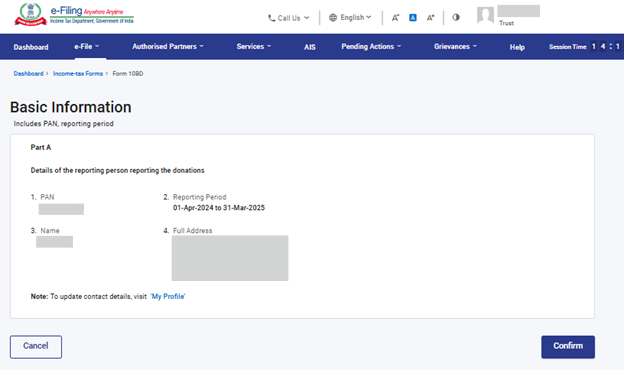 e-Filing Anywhere Anytime
Income Tax Department, Government of India
Call Us
English
A-
A
A+
Trust
Dashboard
e-File
Authorised Partners
Services
AIS
Pending Actions
Grievances
Help
Session Time 1 4 : 1
Dashboard › Income-tax Forms › Form 10BD
Basic Information
Includes PAN, reporting period
Part A
Details of the reporting person reporting the donations
1. PAN
2. Reporting Period
01-Apr-2024 to 31-Mar-2025
3. Name
4. Full Address
Note: To update contact details, visit 'My Profile'
Cancel
Confirm